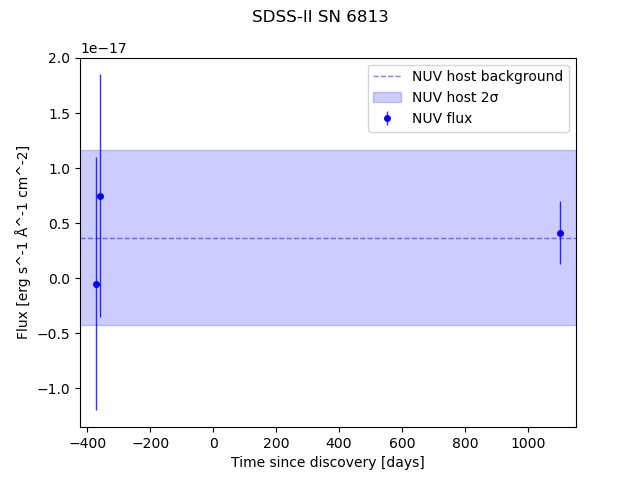 SDSS-II SN 6813
1e−17
NUV host background
NUV host 2σ
NUV flux
2.0
1.5
1.0
0.5
0.0
−0.5
−1.0
Flux [erg s^-1 Å^-1 cm^-2]
−400 −200 0 200 400 600 800 1000
Time since discovery [days]